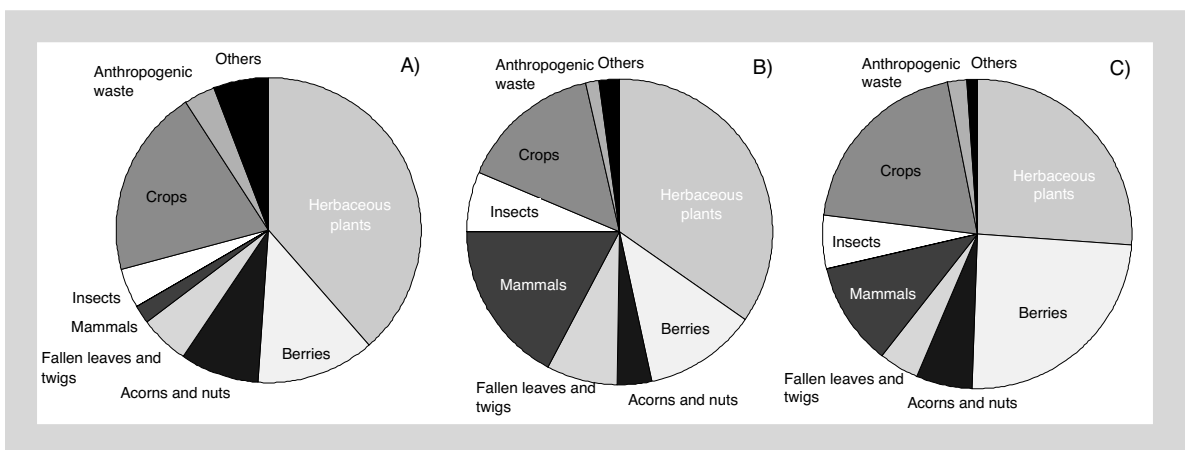 A)
Others
Anthropogenic
waste
Crops
Herbaceous
plants
Insects
Mammals
Fallen leaves and
twigs
Acorns and nuts
Berries
B)
Anthropogenic
waste
Others
Crops
Herbaceous
plants
Insects
Mammals
Berries
Fallen leaves and
twigs
Acorns and nuts
C)
Anthropogenic
waste
Others
Crops
Herbaceous
plants
Insects
Mammals
Berries
Fallen leaves and
twigs
Acorns and nuts